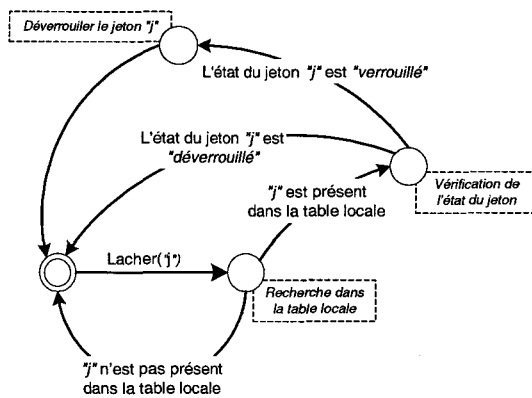 Déverrouiler le jeton "j"
L'état du jeton "j" est "verrouillé"
L'état du jeton "j" est
"déverrouillé"
Vérification de
l'état du jeton
"j" est présent
dans la table locale
Lacher("j")
Recherche dans
la table locale
"j" n'est pas présent
dans la table locale